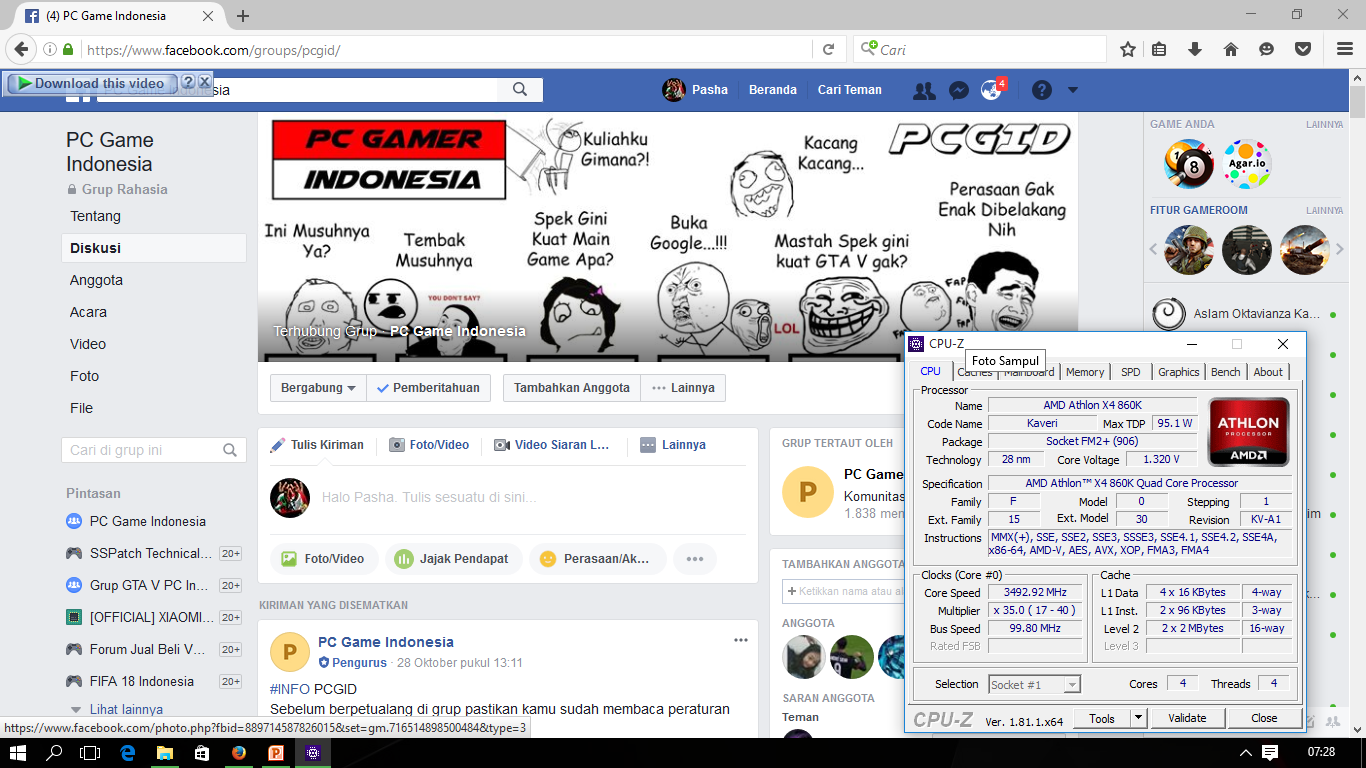 (4) PC Game Indonesia
https://www.facebook.com/groups/pcgid/
Cari
Download this video
?
Indonesia
Pasha
Beranda
Cari Teman
4
PC Game
Indonesia
Grup Rahasia
Tentang
Diskusi
Anggota
Acara
Video
Foto
File
Cari di grup ini
Pintasan
PC Game Indonesia
SSPatch Technical...
20+
Grup GTA V PC In...
20+
[OFFICIAL] XIAOMI...
20+
Forum Jual Beli V...
20+
FIFA 18 Indonesia
20+
Lihat lainnya
PC GAMER
INDONESIA
Kuliahku
Gimana?!
Kacang
Kacang...
PCGID
Perasaan Gak
Enak Dibelakang
Nih
Ini Musuhnya
Ya?
Tembak
Musuhnya
Spek Gini
Kuat Main
Game Apa?
Buka
Google...!!!
Mastah Spek gini
kuat GTA V gak?
YOU DON'T SAY?
LOL
FAP
FAP
FAP
FAP
Terhubung Grup · PC Game Indonesia
Bergabung
Pemberitahuan
Tambahkan Anggota
Lainnya
Tulis Kiriman
Foto/Video
Video Siaran L...
Lainnya
Halo Pasha. Tulis sesuatu di sini...
Foto/Video
Jajak Pendapat
Perasaan/Ak...
KIRIMAN YANG DISEMATKAN
P
PC Game Indonesia
Pengurus · 28 Oktober pukul 13:11
#INFO PCGID
Sebelum berpetualang di grup pastikan kamu sudah membaca peraturan
GRUP TERTAUT OLEH
P
PC Game
Komunitas
1.838 mem
TAMBAHKAN ANGGOTA
Ketikkan nama atau al
ANGGOTA
SARAN ANGGOTA
Teman
GAME ANDA
LAINNYA
8
Agar.io
FITUR GAMEROOM
LAINNYA
Aslam Oktavianza Ka...
CPU-Z
Foto Sampul
CPU
Caches
Mainboard
Memory
SPD
Graphics
Bench
About
Processor
Name
AMD Athlon X4 860K
Code Name
Kaveri
Max TDP
95.1 W
Package
Socket FM2+ (906)
Technology
28 nm
Core Voltage
1.320 V
ATHLON
PROCESSOR
AMD
Specification
AMD Athlon™ X4 860K Quad Core Processor
Family
F
Model
0
Stepping
1
Ext. Family
15
Ext. Model
30
Revision
KV-A1
Instructions
MMX(+), SSE, SSE2, SSE3, SSSE3, SSE4.1, SSE4.2, SSE4A,
x86-64, AMD-V, AES, AVX, XOP, FMA3, FMA4
Clocks (Core #0)
Core Speed
3492.92 MHz
Multiplier
x 35.0 ( 17 - 40 )
Bus Speed
99.80 MHz
Rated FSB
Cache
L1 Data
4 x 16 KBytes
4-way
L1 Inst.
2 x 96 KBytes
3-way
Level 2
2 x 2 MBytes
16-way
Level 3
Selection
Socket #1
Cores
4
Threads
4
CPU-Z
Ver. 1.81.1.x64
Tools
Validate
Close
https://www.facebook.com/photo.php?fbid=889714587826015&set=gm.716514898500484&type=3
07:28